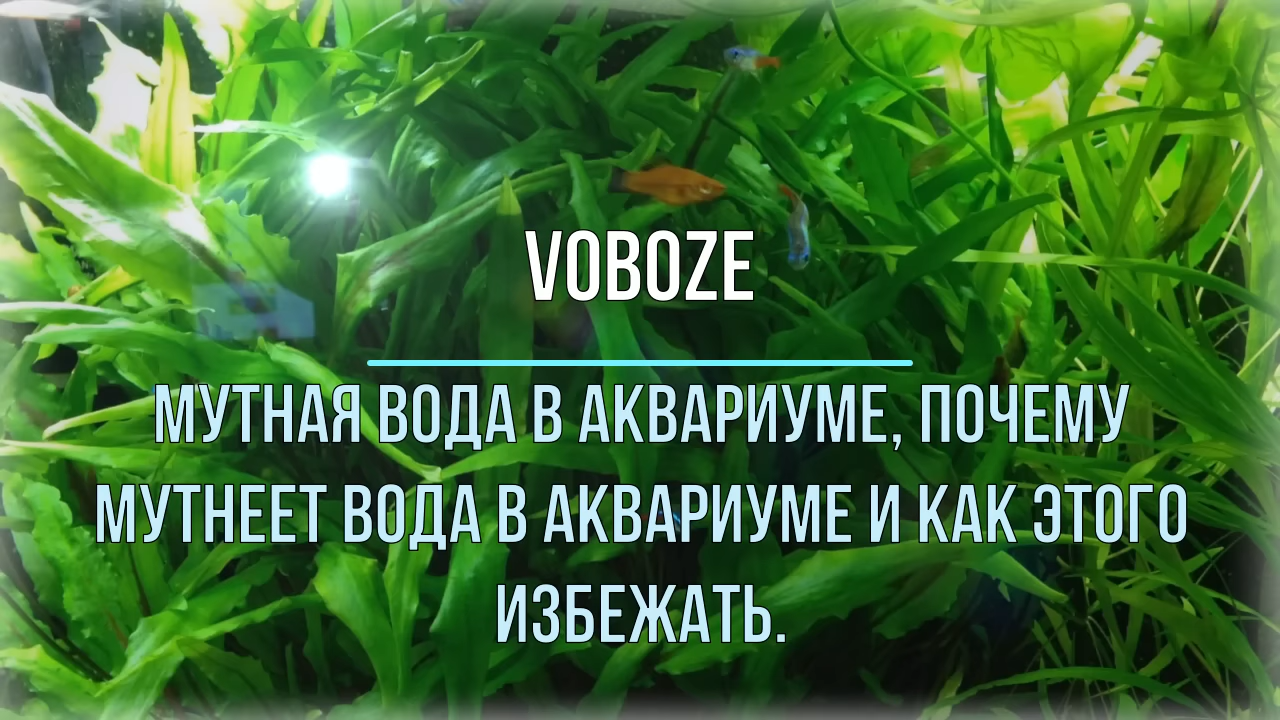 VOBOZE
МУТНАЯ ВОДА В АКВАРИУМЕ, ПОЧЕМУ
МУТНЕЕТ ВОДА В АКВАРИУМЕ И КАК ЭТОГО
ИЗБЕЖАТЬ.